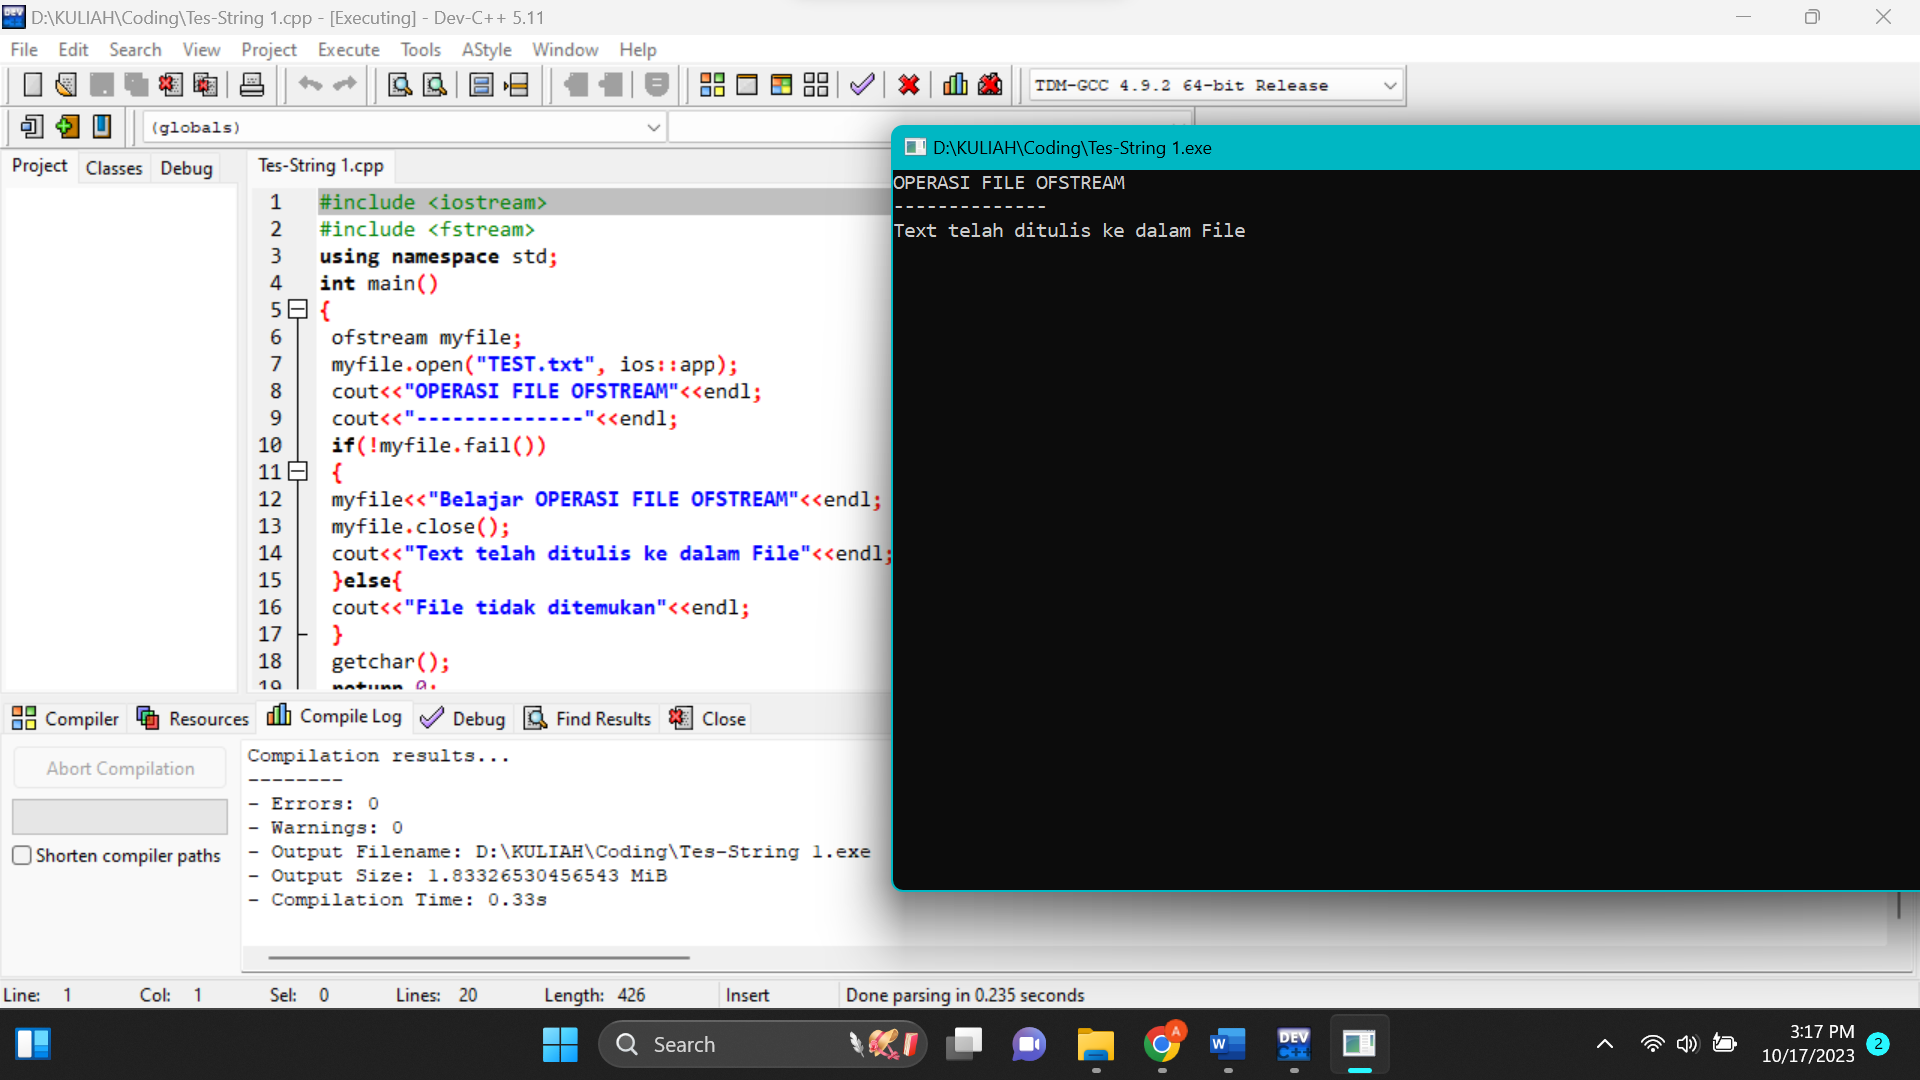 D:\KULIAH\Coding\Tes-String 1.cpp - [Executing] - Dev-C++ 5.11
File Edit Search View Project Execute Tools AStyle Window Help
TDM-GCC 4.9.2 64-bit Release
(globals)
Project Classes Debug
Tes-String 1.cpp
1 #include <iostream>
2 #include <fstream>
3 using namespace std;
4 int main()
5 {
6 ofstream myfile;
7 myfile.open("TEST.txt", ios::app);
8 cout<<"OPERASI FILE OFSTREAM"<<endl;
9 cout<<"--------------"<<endl;
10 if(!myfile.fail())
11 {
12 myfile<<"Belajar OPERASI FILE OFSTREAM"<<endl;
13 myfile.close();
14 cout<<"Text telah ditulis ke dalam File"<<endl;
15 }else{
16 cout<<"File tidak ditemukan"<<endl;
17 }
18 getchar();
19 return 0;
D:\KULIAH\Coding\Tes-String 1.exe
OPERASI FILE OFSTREAM
--------------
Text telah ditulis ke dalam File
Compiler Resources Compile Log Debug Find Results Close
Abort Compilation
Shorten compiler paths
Compilation results...
--------
- Errors: 0
- Warnings: 0
- Output Filename: D:\KULIAH\Coding\Tes-String 1.exe
- Output Size: 1.83326530456543 MiB
- Compilation Time: 0.33s
Line: 1 Col: 1 Sel: 0 Lines: 20 Length: 426 Insert Done parsing in 0.235 seconds
Search
A
W
DEV
C++
3:17 PM
10/17/2023
2